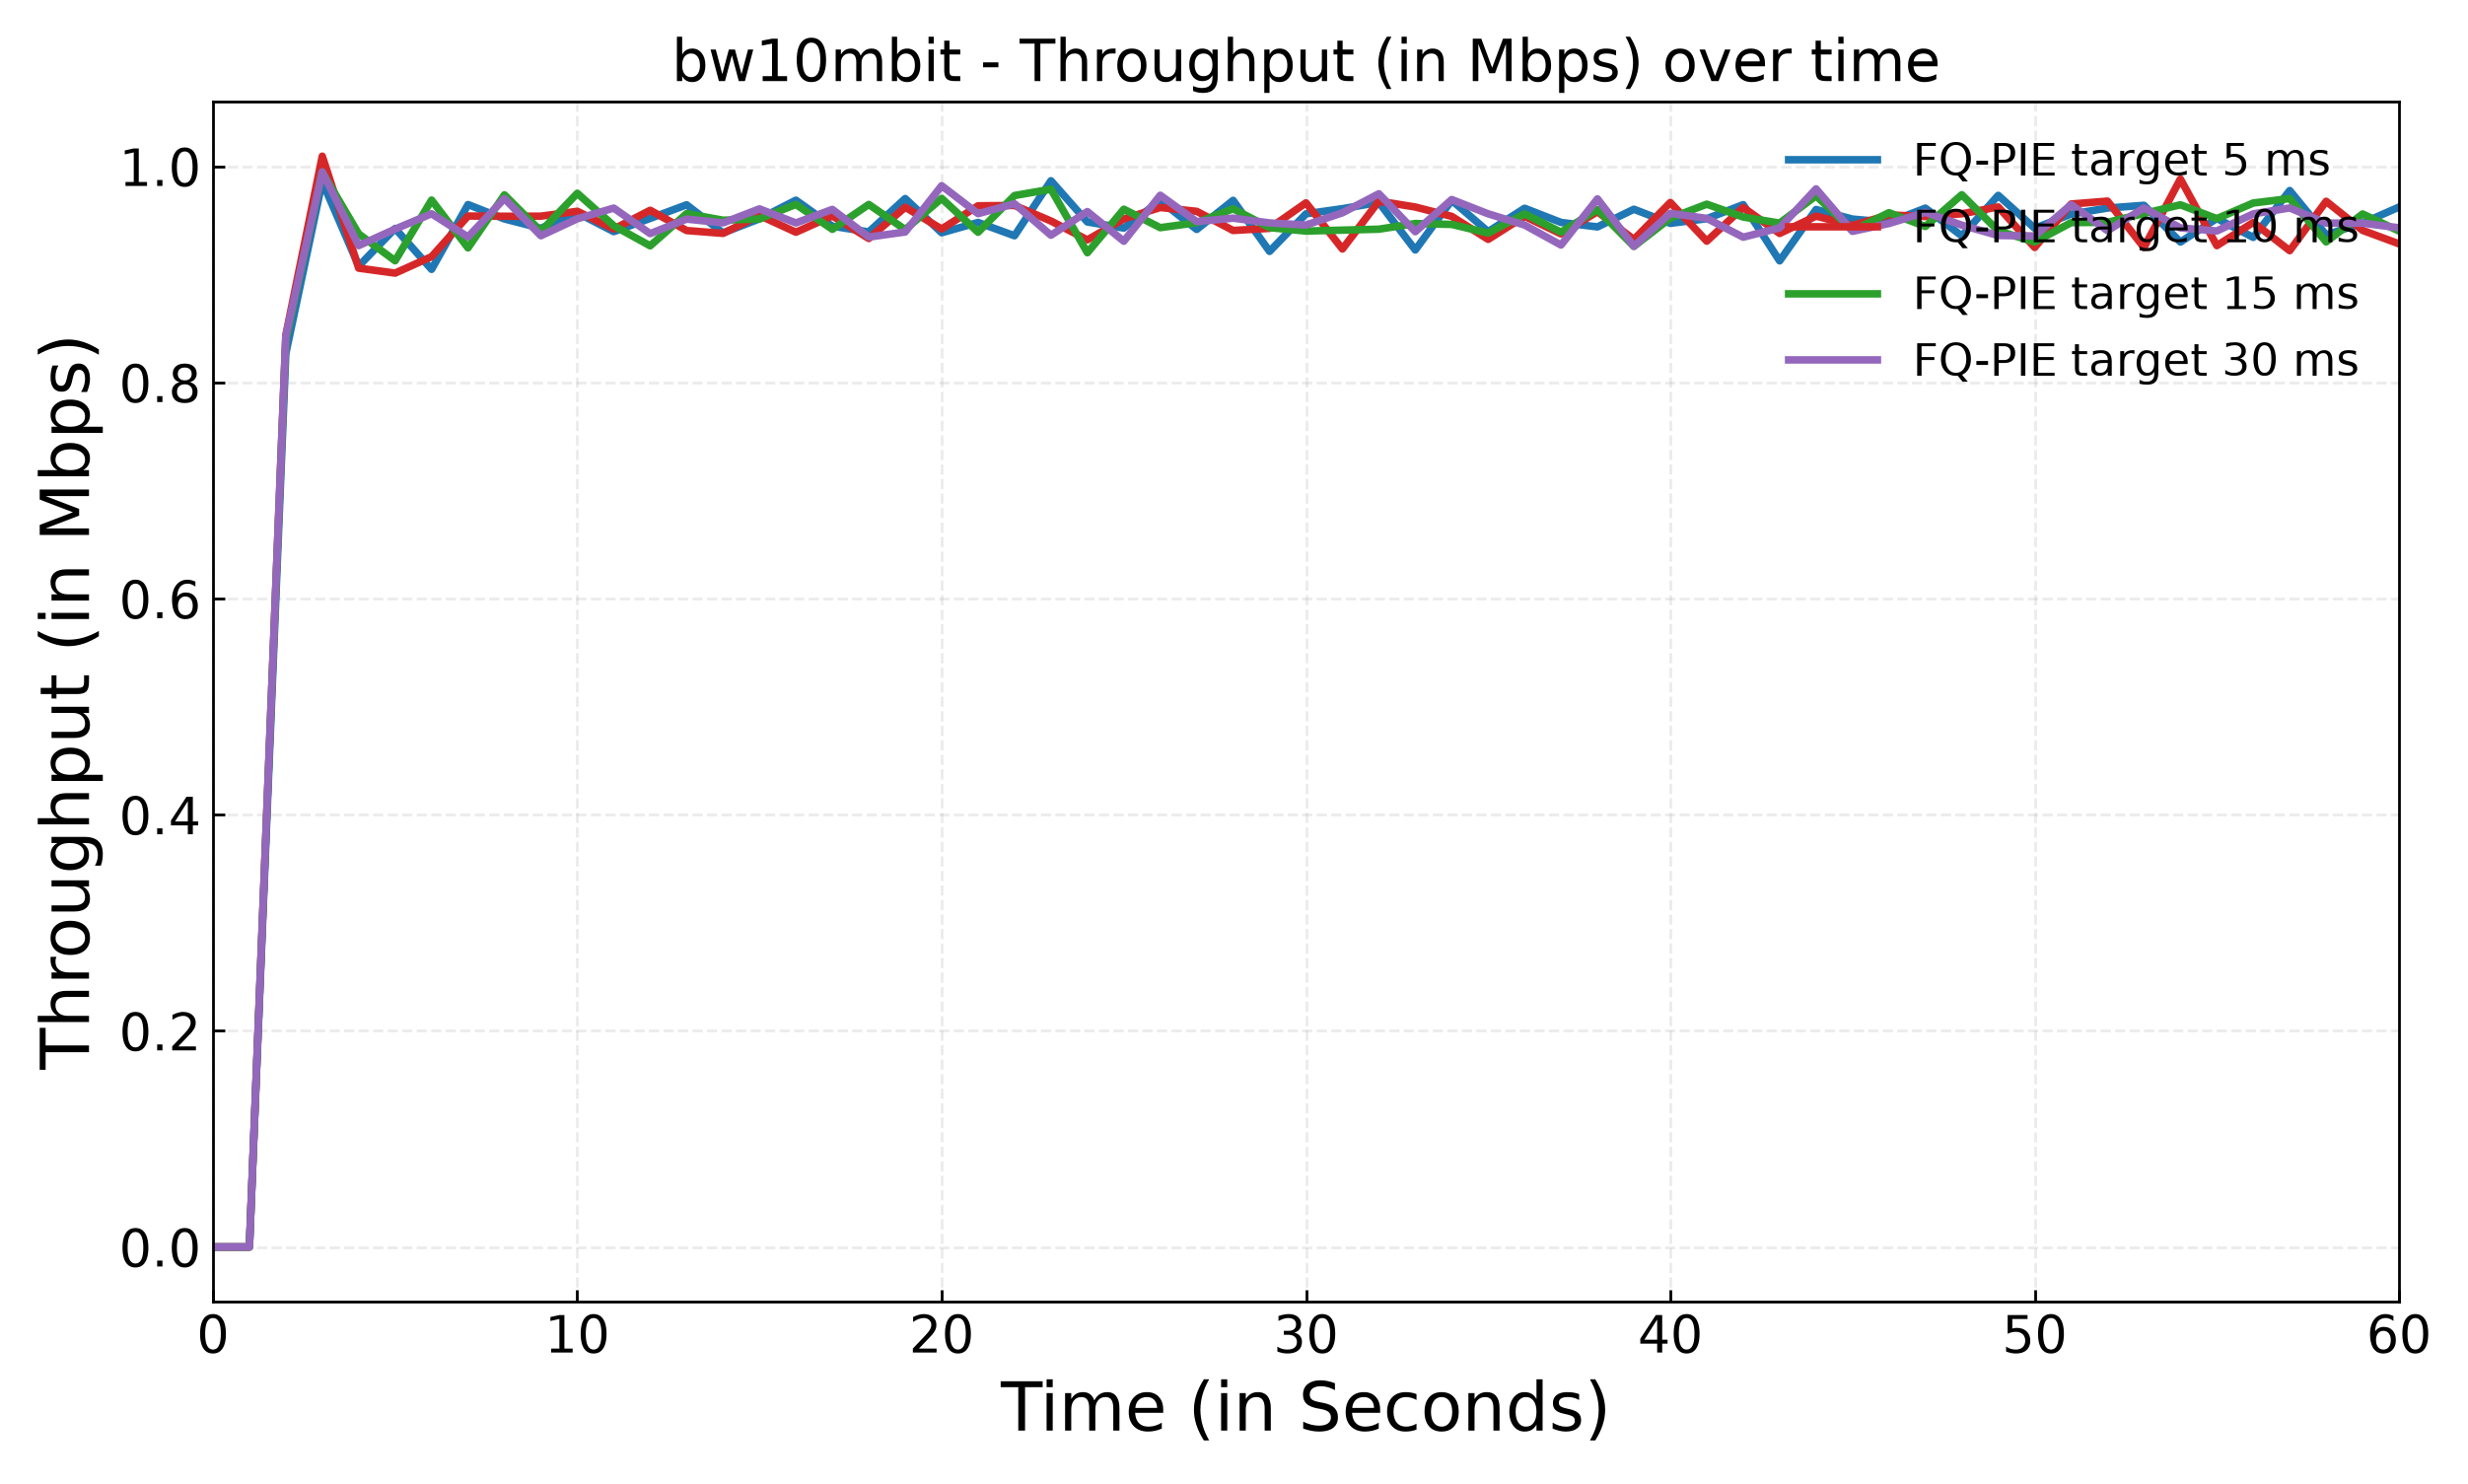 bw10mbit - Throughput (in Mbps) over time
FQ-PIE target 5 ms
FQ-PIE target 10 ms
FQ-PIE target 15 ms
FQ-PIE target 30 ms
Throughput (in Mbps)
1.0
0.8
0.6
0.4
0.2
0.0
0 10 20 30 40 50 60
Time (in Seconds)